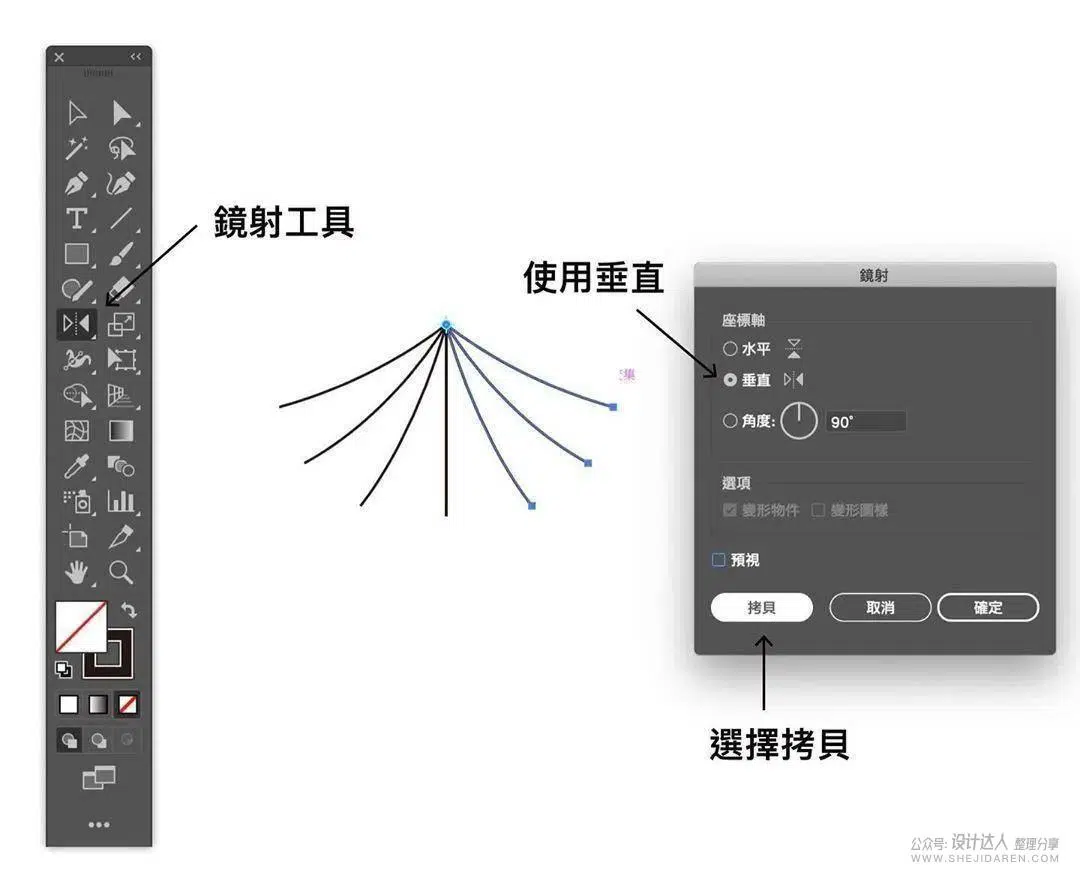 鏡射工具
使用垂直
鏡射
座標軸
水平
垂直
角度:
90°
選項
變形物件
變形圖樣
預視
拷貝
取消
確定
選擇拷貝
公众号: 设计达人 整理分享
WWW.SHEJIDAREN.COM